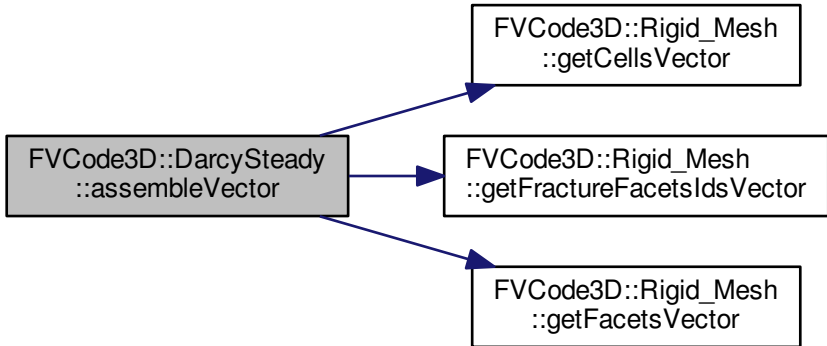 FVCode3D::Rigid_Mesh
::getCellsVector
FVCode3D::DarcySteady
::assembleVector
FVCode3D::Rigid_Mesh
::getFractureFacetsIdsVector
FVCode3D::Rigid_Mesh
::getFacetsVector